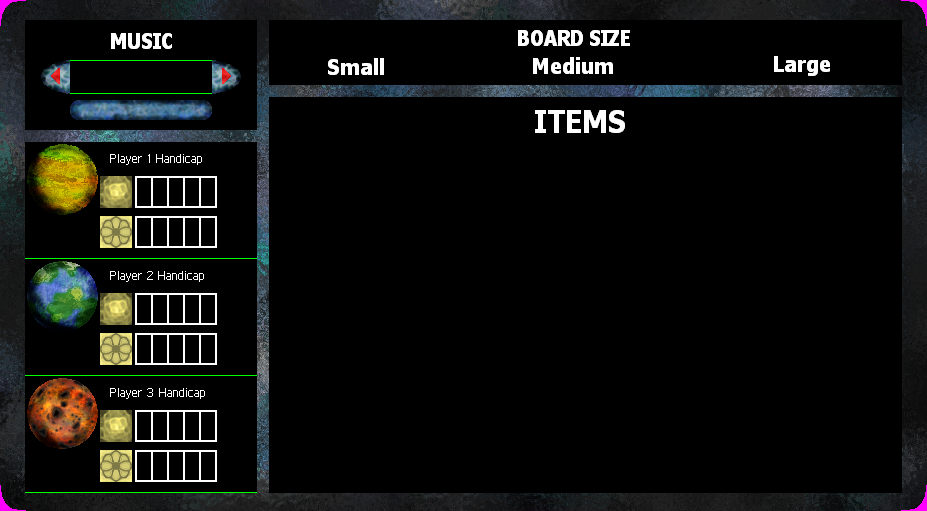 MUSIC
BOARD SIZE
Small
Medium
Large
ITEMS
Player 1 Handicap
Player 2 Handicap
Player 3 Handicap